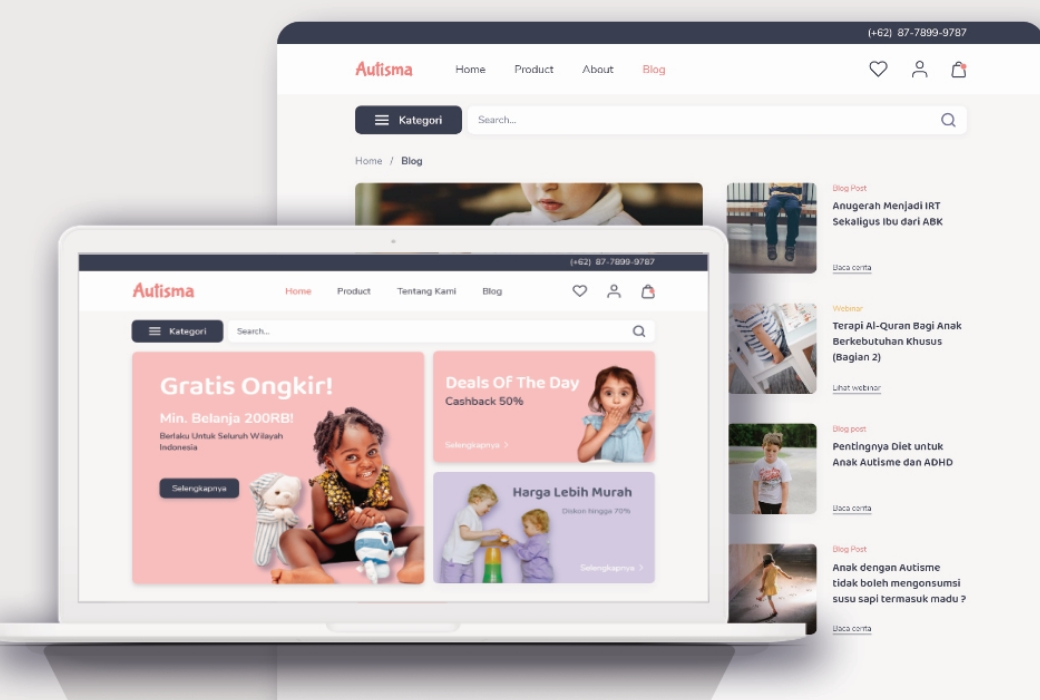 (+62) 87-7899-9787
Autisma
Home
Product
About
Blog
Kategori
Search...
Home / Blog
Blog Post
Anugerah Menjadi IRT
Sekaligus Ibu dari ABK
Baca cerita
Webinar
Terapi Al-Quran Bagi Anak
Berkebutuhan Khusus
(Bagian 2)
Lihat webinar
Blog post
Pentingnya Diet untuk
Anak Autisme dan ADHD
Baca cerita
Blog Post
Anak dengan Autisme
tidak boleh mengonsumsi
susu sapi termasuk madu ?
Baca cerita
(+62) 87-7899-9787
Autisma
Home
Product
Tentang Kami
Blog
Kategori
Search...
Gratis Ongkir!
Min. Belanja 200RB!
Berlaku Untuk Seluruh Wilayah
Indonesia
Selengkapnya
Deals Of The Day
Cashback 50%
Selengkapnya >
Harga Lebih Murah
Diskon hingga 70%
Selengkapnya >